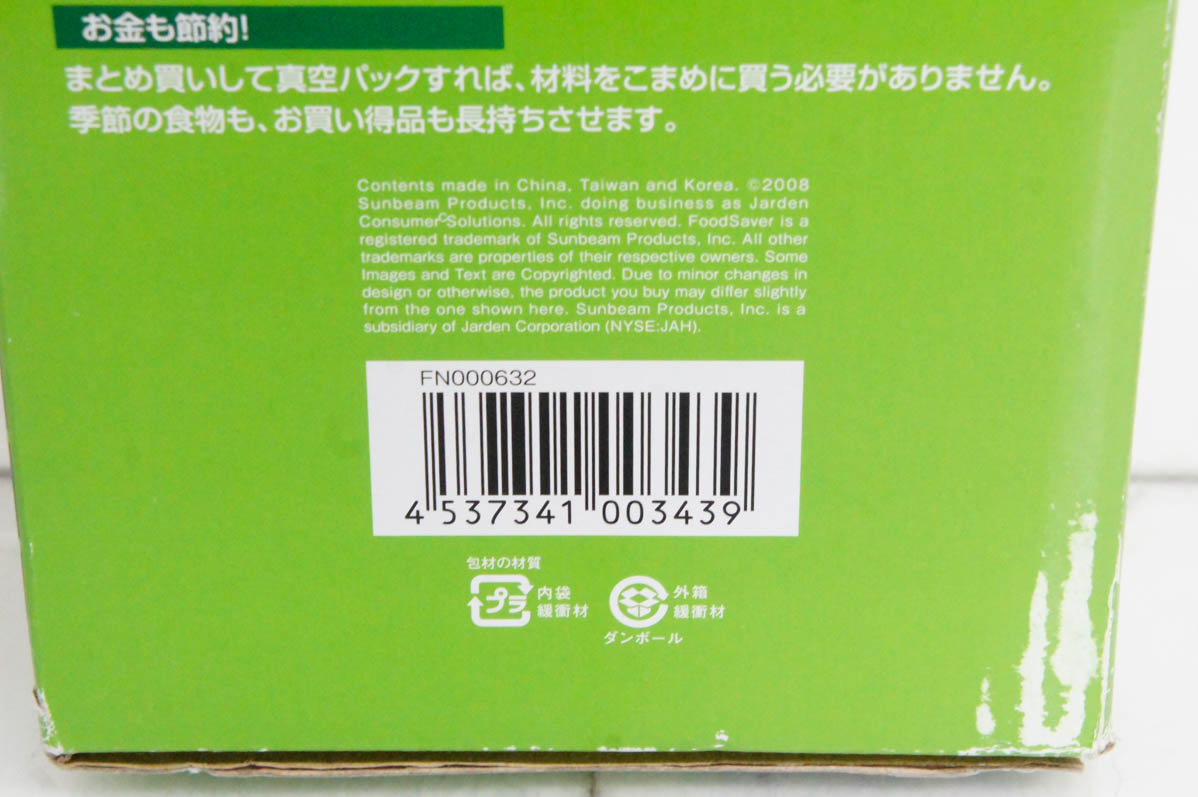 お金も節約!
まとめ買いして真空パックすれば、材料をこまめに買う必要がありません。
季節の食物も、お買い得品も長持ちさせます。
Contents made in China, Taiwan and Korea. ©2008
Sunbeam Products, Inc. doing business as Jarden
Consumer©Solutions. All rights reserved. FoodSaver is a
registered trademark of Sunbeam Products, Inc. All other
trademarks are properties of their respective owners. Some
Images and Text are Copyrighted. Due to minor changes in
design or otherwise, the product you buy may differ slightly
from the one shown here. Sunbeam Products, Inc. is a
subsidiary of Jarden Corporation (NYSE:JAH).
FN000632
4 537341 003439
包材の材質
プラ 内袋 緩衝材
外箱 緩衝材
ダンボール